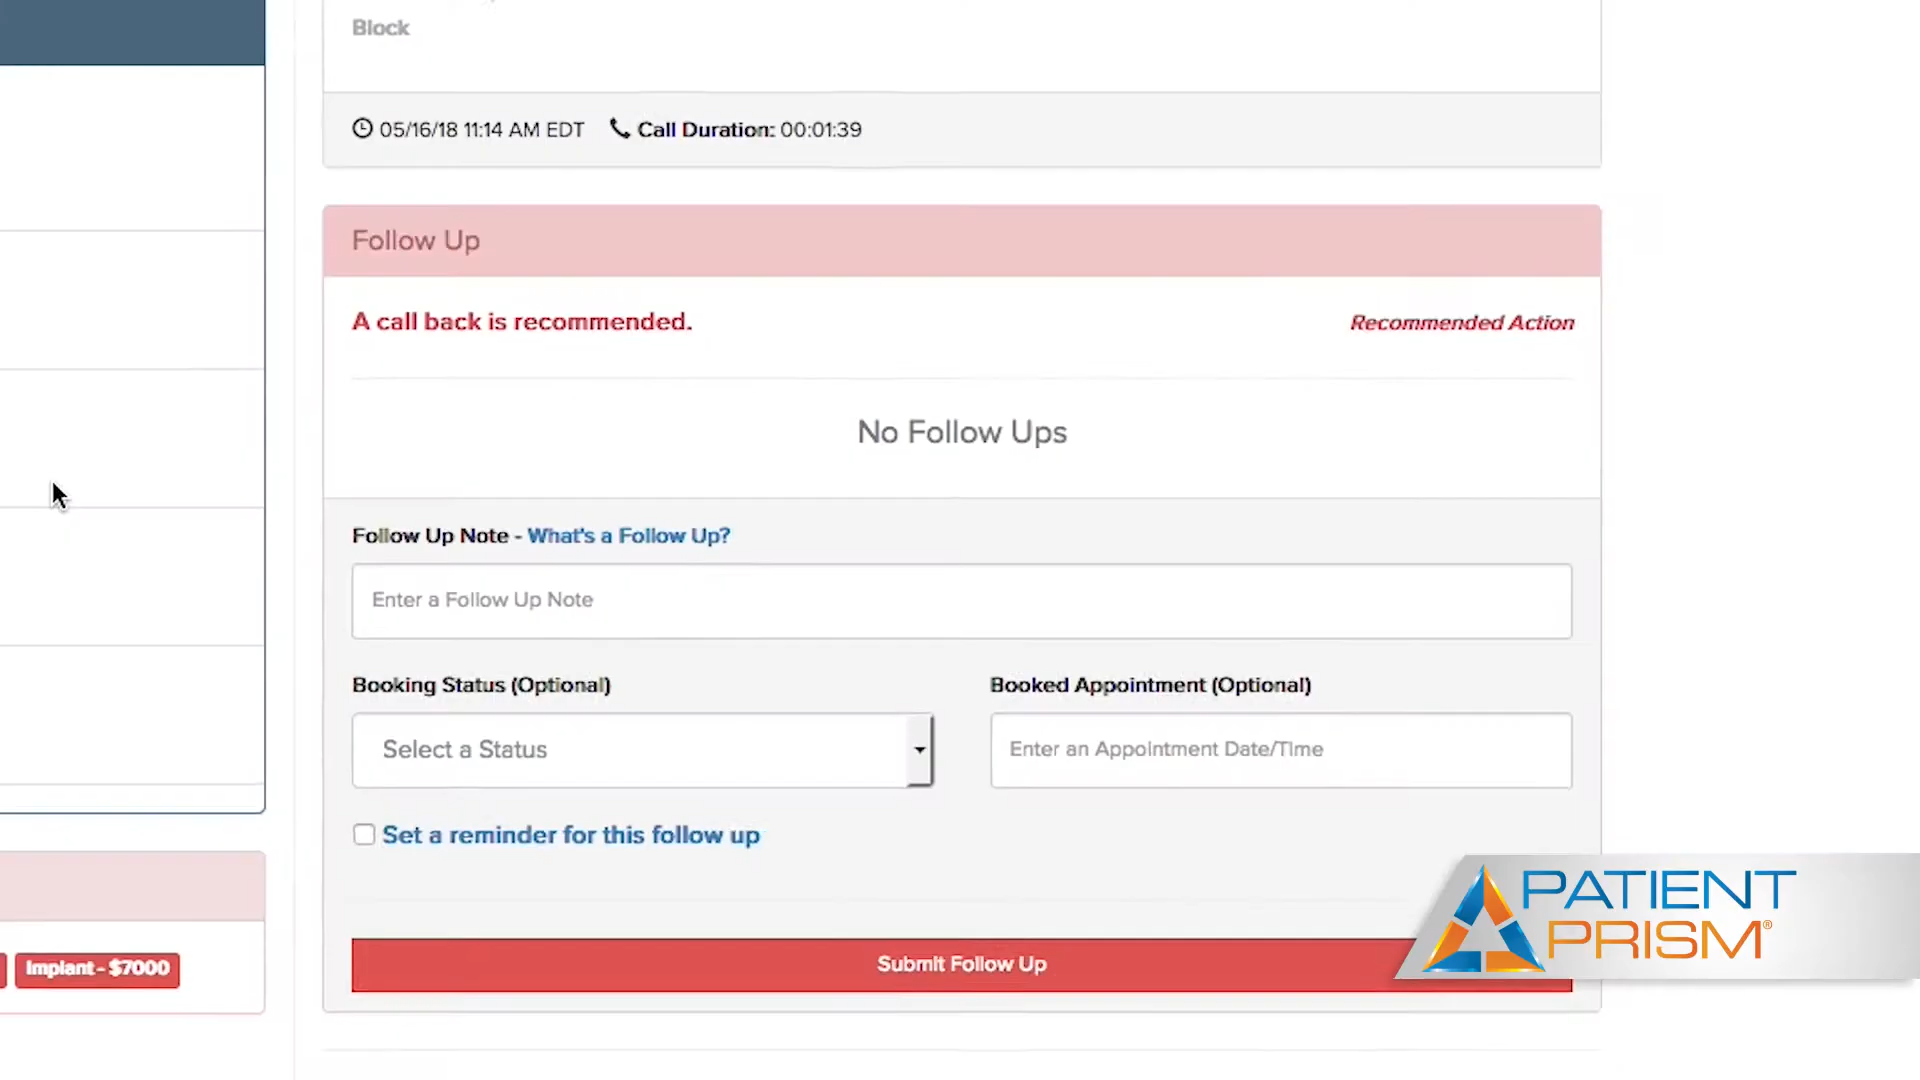 Block
05/16/18 11:14 AM EDT Call Duration: 00:01:39
Follow Up
A call back is recommended. Recommended Action
No Follow Ups
Follow Up Note - What's a Follow Up?
Enter a Follow Up Note
Booking Status (Optional) Booked Appointment (Optional)
Select a Status Enter an Appointment Date/Time
Set a reminder for this follow up
Submit Follow Up
Implant - $7000
PATIENT
PRISM®